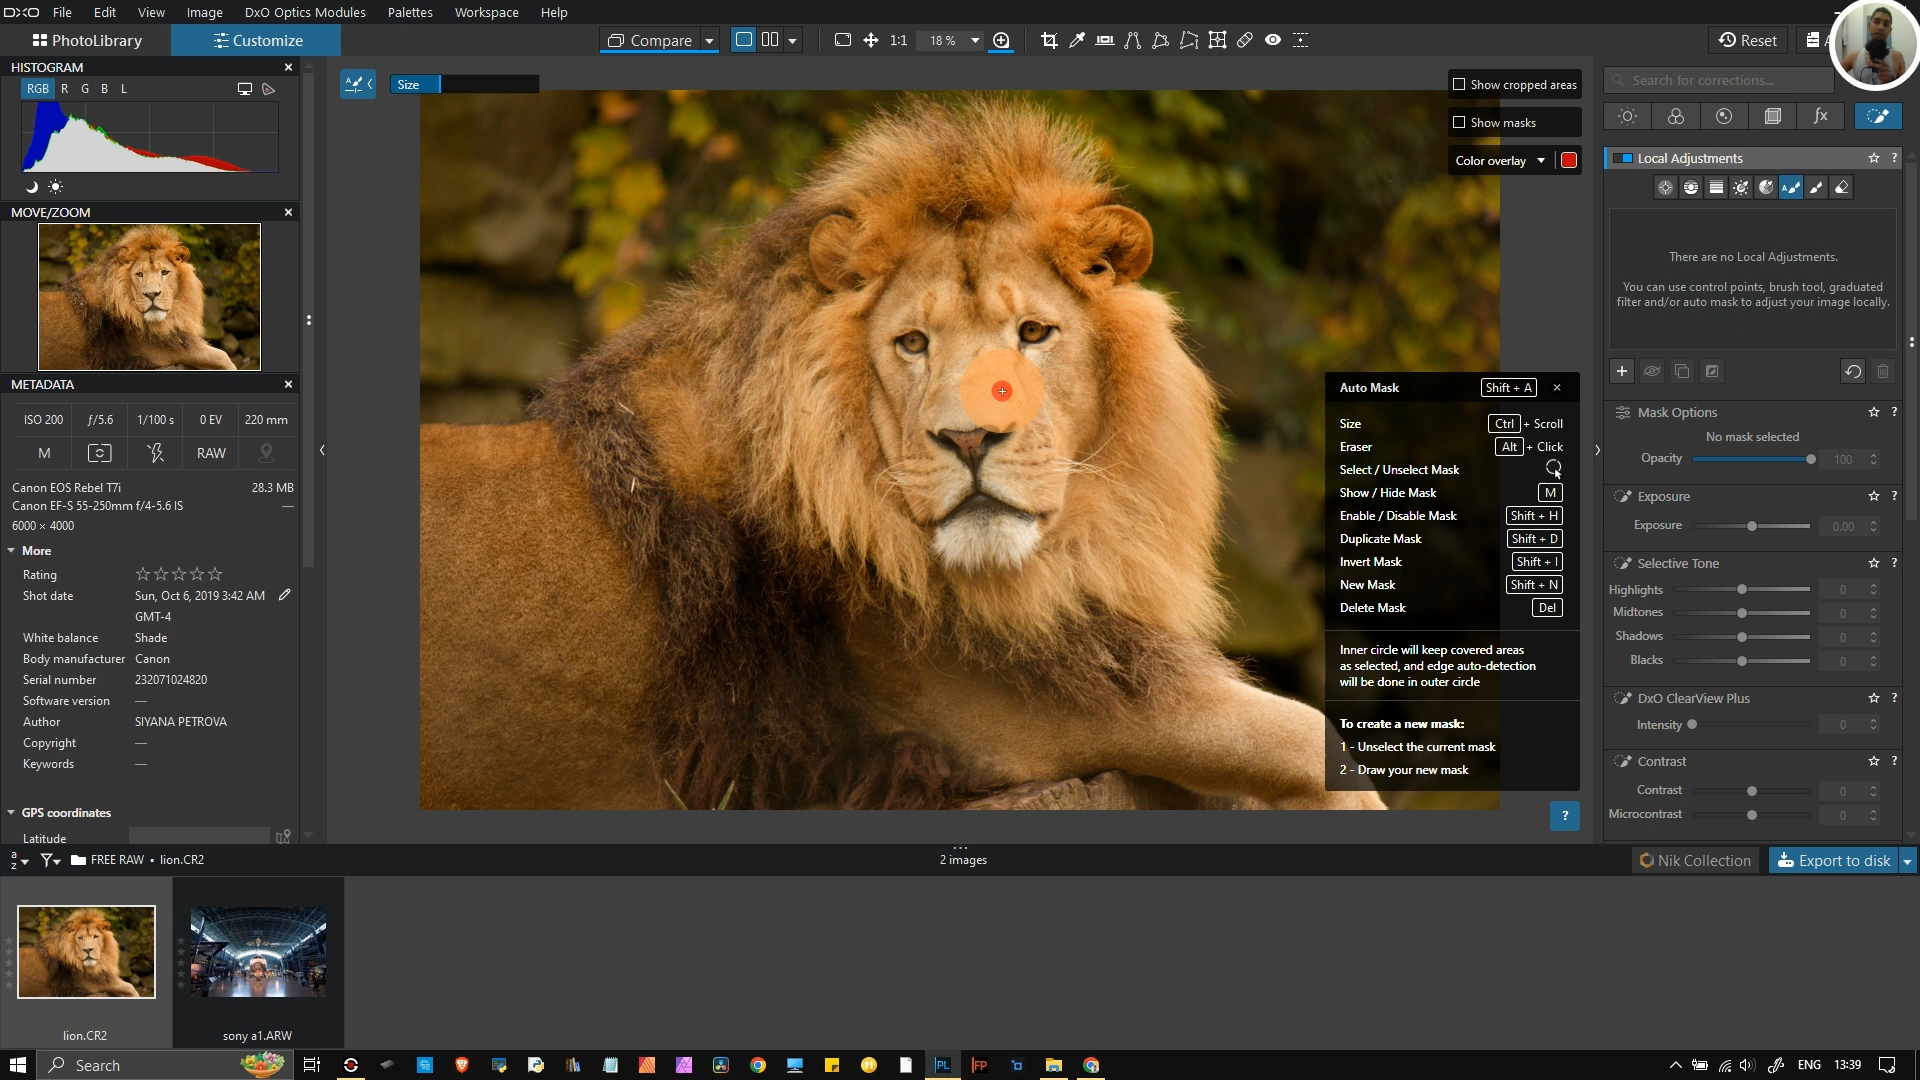 DXO File Edit View Image DxO Optics Modules Palettes Workspace Help
PhotoLibrary Customize Compare 1:1 18 % Reset
HISTOGRAM
RGB R G B L
MOVE/ZOOM
METADATA
ISO 200 ƒ/5.6 1/100 s 0 EV 220 mm
M RAW
Canon EOS Rebel T7i 28.3 MB
Canon EF-S 55-250mm f/4-5.6 IS —
6000 × 4000
More
Rating
Shot date Sun, Oct 6, 2019 3:42 AM
GMT-4
White balance Shade
Body manufacturer Canon
Serial number 232071024820
Software version —
Author SIYANA PETROVA
Copyright —
Keywords —
GPS coordinates
Latitude
Size
Show cropped areas
Show masks
Color overlay
Auto Mask Shift + A
Size Ctrl + Scroll
Eraser Alt + Click
Select / Unselect Mask
Show / Hide Mask M
Enable / Disable Mask Shift + H
Duplicate Mask Shift + D
Invert Mask Shift + I
New Mask Shift + N
Delete Mask Del
Inner circle will keep covered areas
as selected, and edge auto-detection
will be done in outer circle
To create a new mask:
1 - Unselect the current mask
2 - Draw your new mask
?
Search for corrections...
fx
Local Adjustments ?
There are no Local Adjustments.
You can use control points, brush tool, graduated
filter and/or auto mask to adjust your image locally.
Mask Options ?
No mask selected
Opacity 100
Exposure ?
Exposure 0.00
Selective Tone ?
Highlights 0
Midtones 0
Shadows 0
Blacks 0
DxO ClearView Plus ?
Intensity 0
Contrast ?
Contrast 0
Microcontrast 0
FREE RAW • lion.CR2 2 images Nik Collection Export to disk
lion.CR2 sony a1.ARW
Search PL FP ENG 13:39